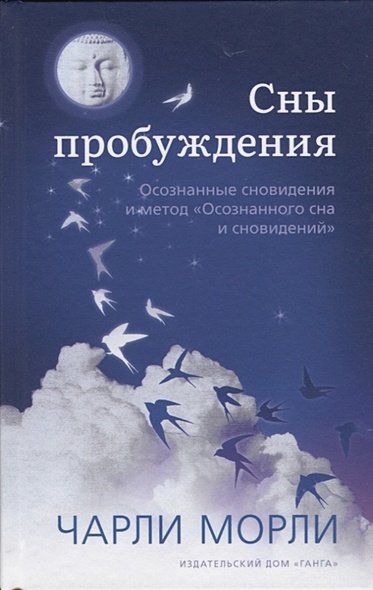 Сны
пробуждения
Осознанные сновидения
и метод «Осознанного сна
и сновидений»
ЧАРЛИ МОРЛИ
ИЗДАТЕЛЬСКИЙ ДОМ «ГАНГА»